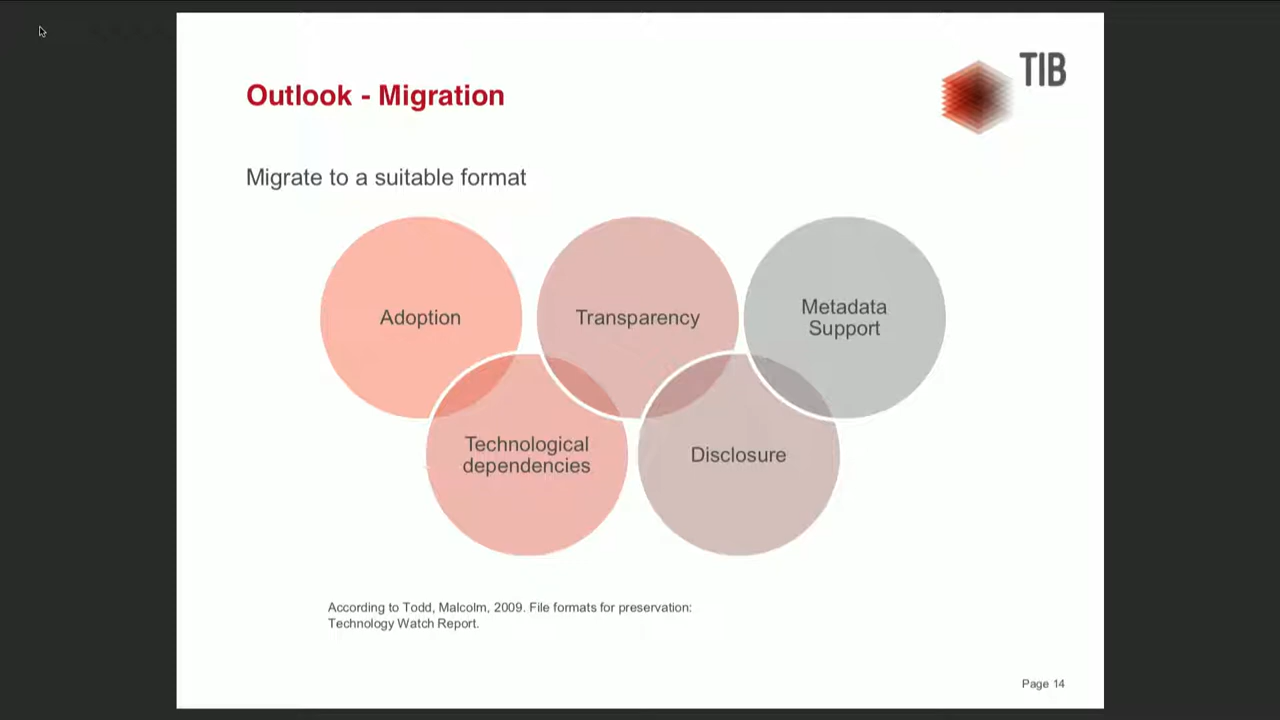 TIB
Outlook - Migration
Migrate to a suitable format
Adoption
Transparency
Metadata
Support
Technological
dependencies
Disclosure
According to Todd, Malcolm, 2009. File formats for preservation:
Technology Watch Report.
Page 14